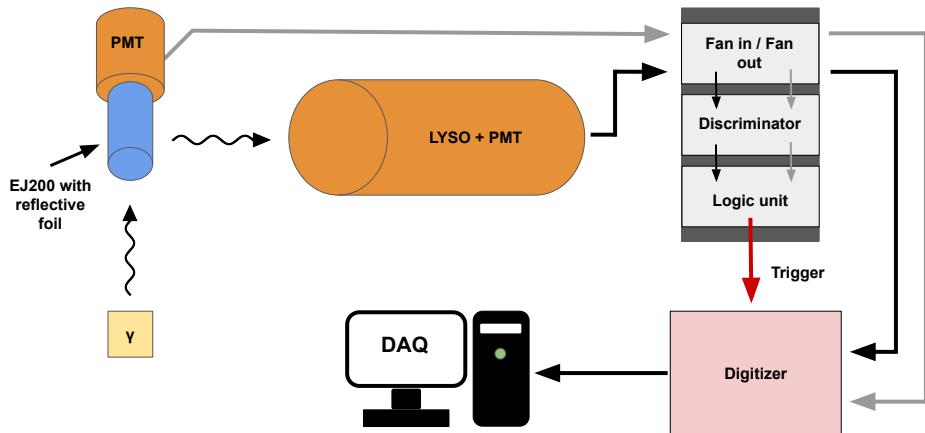 PMT
Fan in / Fan
out
LYSO + PMT
Discriminator
EJ200 with
reflective
foil
Logic unit
Trigger
γ
DAQ
Digitizer